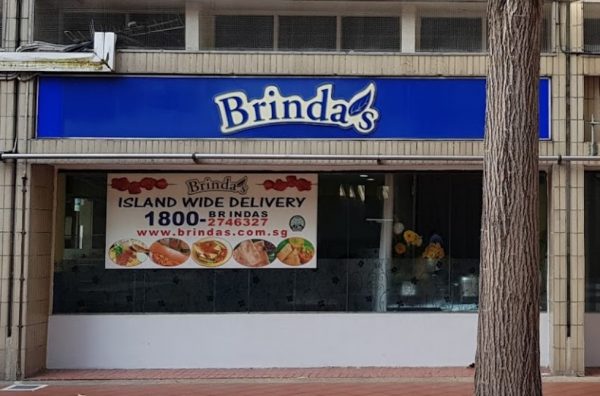 Brinda's
Brinda's
ISLAND WIDE DELIVERY
1800-BRINDAS
2746327
www.brindas.com.sg